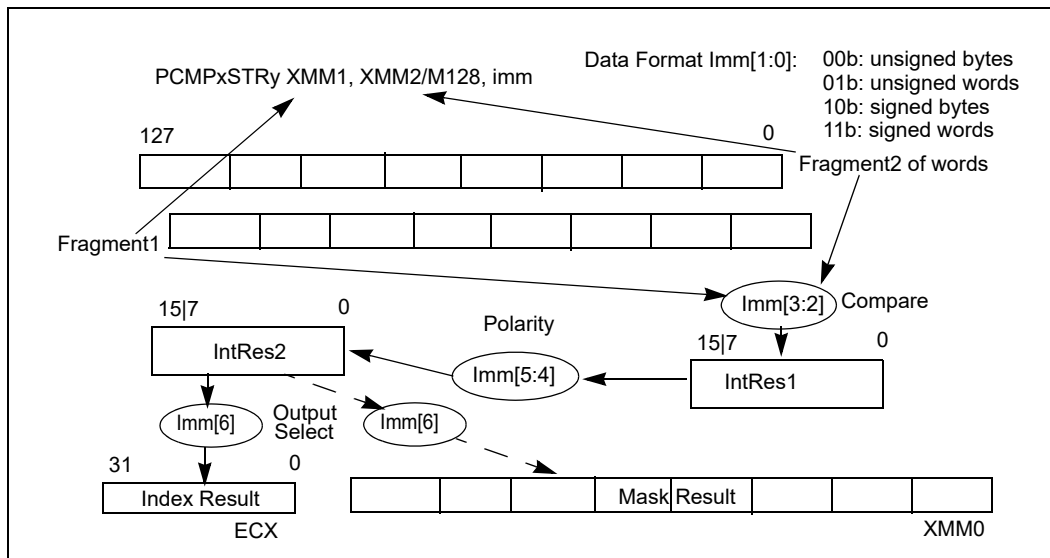 Data Format Imm[1:0]: 00b: unsigned bytes
PCMPxSTRy XMM1, XMM2/M128, imm
01b: unsigned words
10b: signed bytes
11b: signed words
127 0
Fragment2 of words
Fragment1
Imm[3:2] Compare
15|7 0
Polarity
15|7 0
IntRes2
Imm[5:4]
IntRes1
Imm[6]
Output
Select
Imm[6]
31 0
Index Result
Mask Result
ECX
XMM0